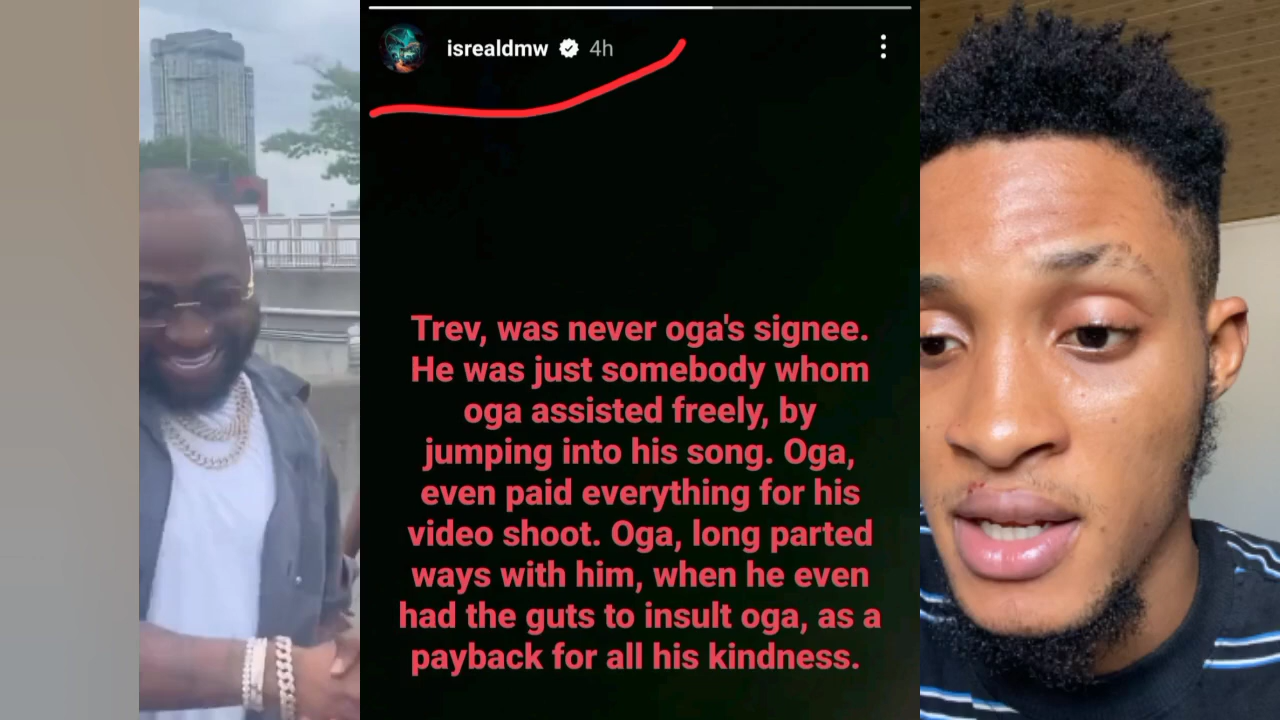 isrealdmw 4h
Trev, was never oga's signee.
He was just somebody whom
oga assisted freely, by
jumping into his song. Oga,
even paid everything for his
video shoot. Oga, long parted
ways with him, when he even
had the guts to insult oga, as a
payback for all his kindness.